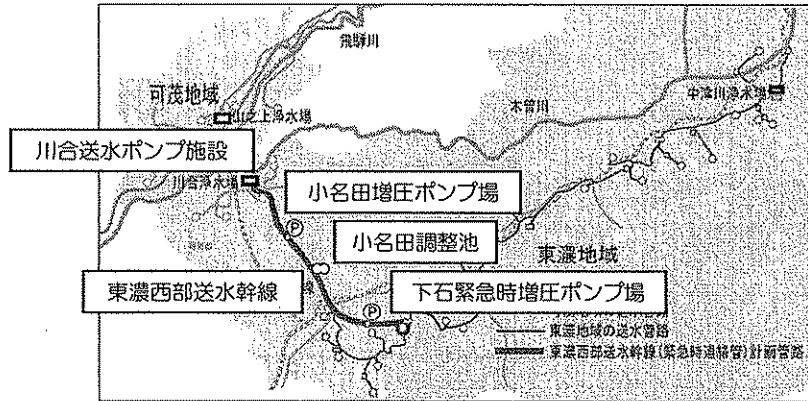 飛騨川
可茂地域
山之上浄水場
木曽川
中津川浄水場
川合送水ポンプ施設
川合浄水場
小名田増圧ポンプ場
P
小名田調整池
東濃地域
東濃西部送水幹線
下石緊急時増圧ポンプ場
P
東濃地域の送水管路
東濃西部送水幹線(緊急時連絡管)計画管路